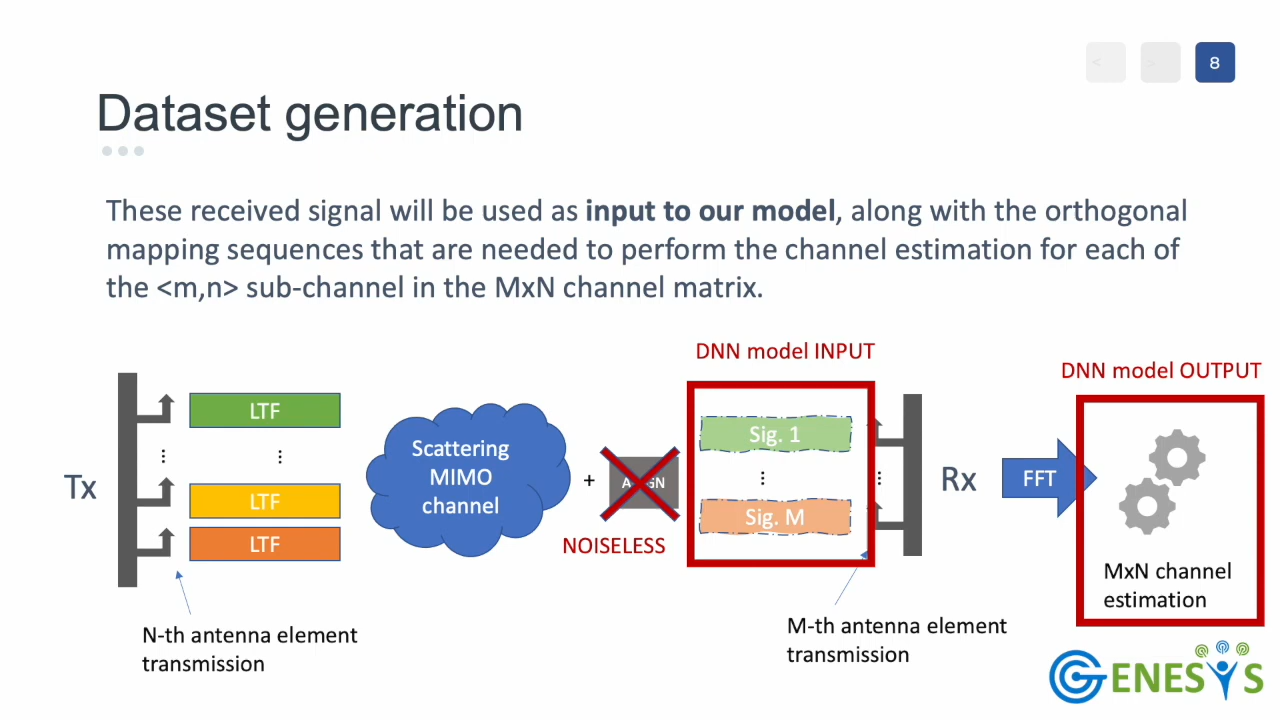 <
>
8
Dataset generation
These received signal will be used as input to our model, along with the orthogonal
mapping sequences that are needed to perform the channel estimation for each of
the <m,n> sub-channel in the MxN channel matrix.
DNN model INPUT
DNN model OUTPUT
LTF
Sig. 1
Scattering
MIMO
channel
Tx
⋮
⋮
+
⋮
⋮
Rx
FFT
LTF
Sig. M
LTF
NOISELESS
MxN channel
estimation
N-th antenna element
transmission
M-th antenna element
transmission
GENESYS